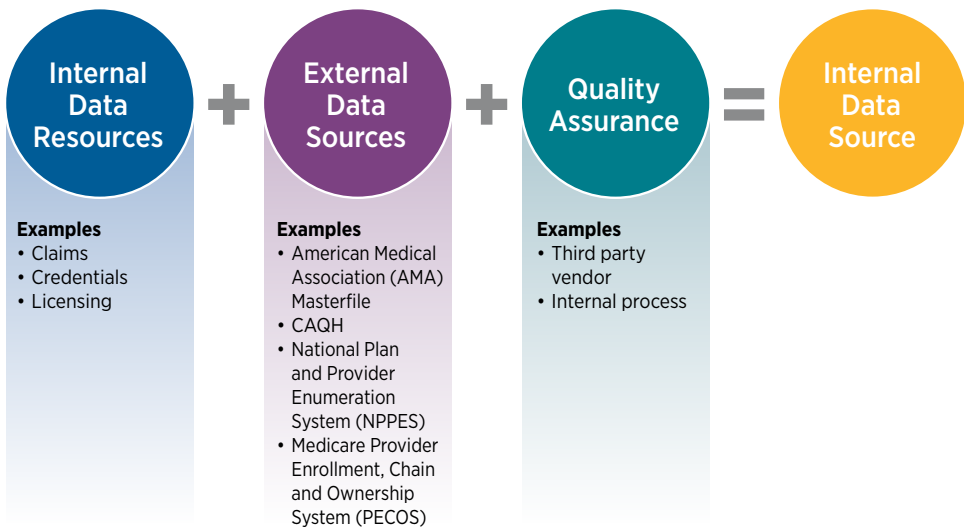 Internal
Data
Resources
+
External
Data
Sources
+
Quality
Assurance
=
Internal
Data
Source
Examples
• Claims
• Credentials
• Licensing
Examples
• American Medical
Association (AMA)
Masterfile
• CAQH
• National Plan
and Provider
Enumeration
System (NPPES)
• Medicare Provider
Enrollment, Chain
and Ownership
System (PECOS)
Examples
• Third party
vendor
• Internal process